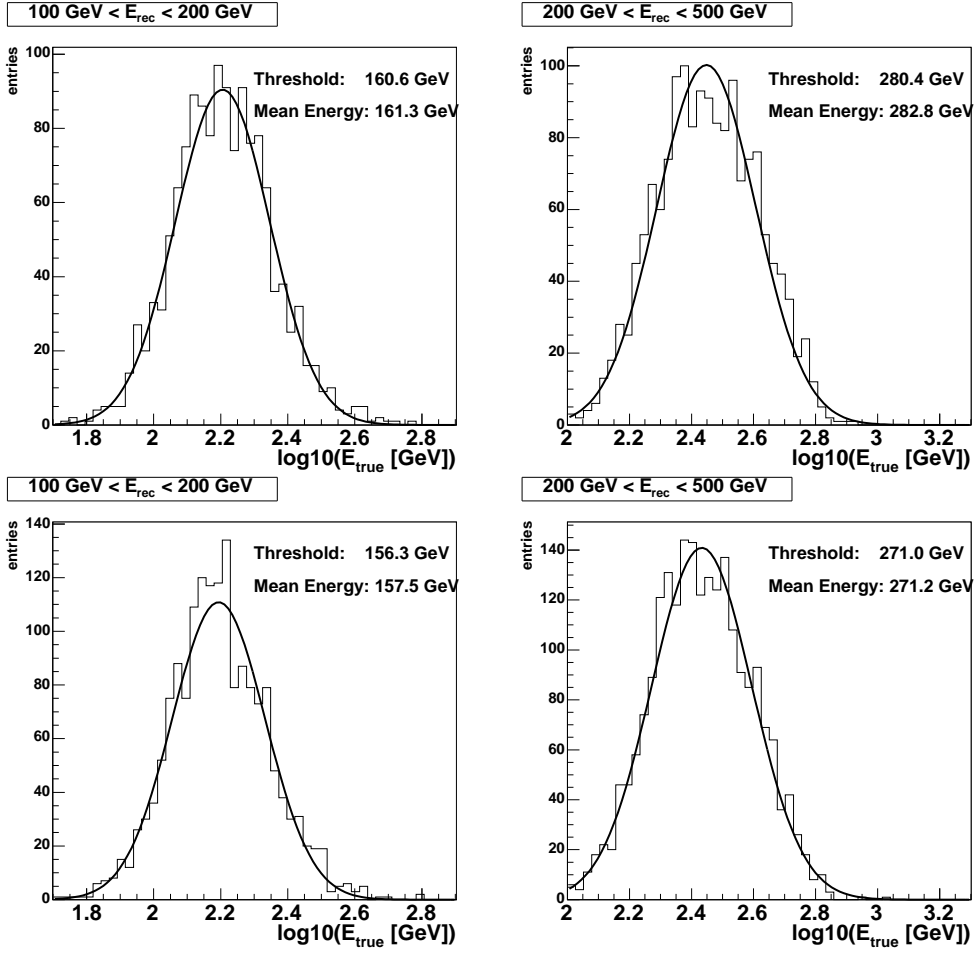 100 GeV < E_rec < 200 GeV
entries
Threshold: 160.6 GeV
Mean Energy: 161.3 GeV
100
80
60
40
20
0
1.8 2 2.2 2.4 2.6 2.8
log10(E_true [GeV])
200 GeV < E_rec < 500 GeV
entries
Threshold: 280.4 GeV
Mean Energy: 282.8 GeV
100
80
60
40
20
0
2 2.2 2.4 2.6 2.8 3 3.2
log10(E_true [GeV])
100 GeV < E_rec < 200 GeV
entries
Threshold: 156.3 GeV
Mean Energy: 157.5 GeV
140
120
100
80
60
40
20
0
1.8 2 2.2 2.4 2.6 2.8
log10(E_true [GeV])
200 GeV < E_rec < 500 GeV
entries
Threshold: 271.0 GeV
Mean Energy: 271.2 GeV
140
120
100
80
60
40
20
0
2 2.2 2.4 2.6 2.8 3 3.2
log10(E_true [GeV])